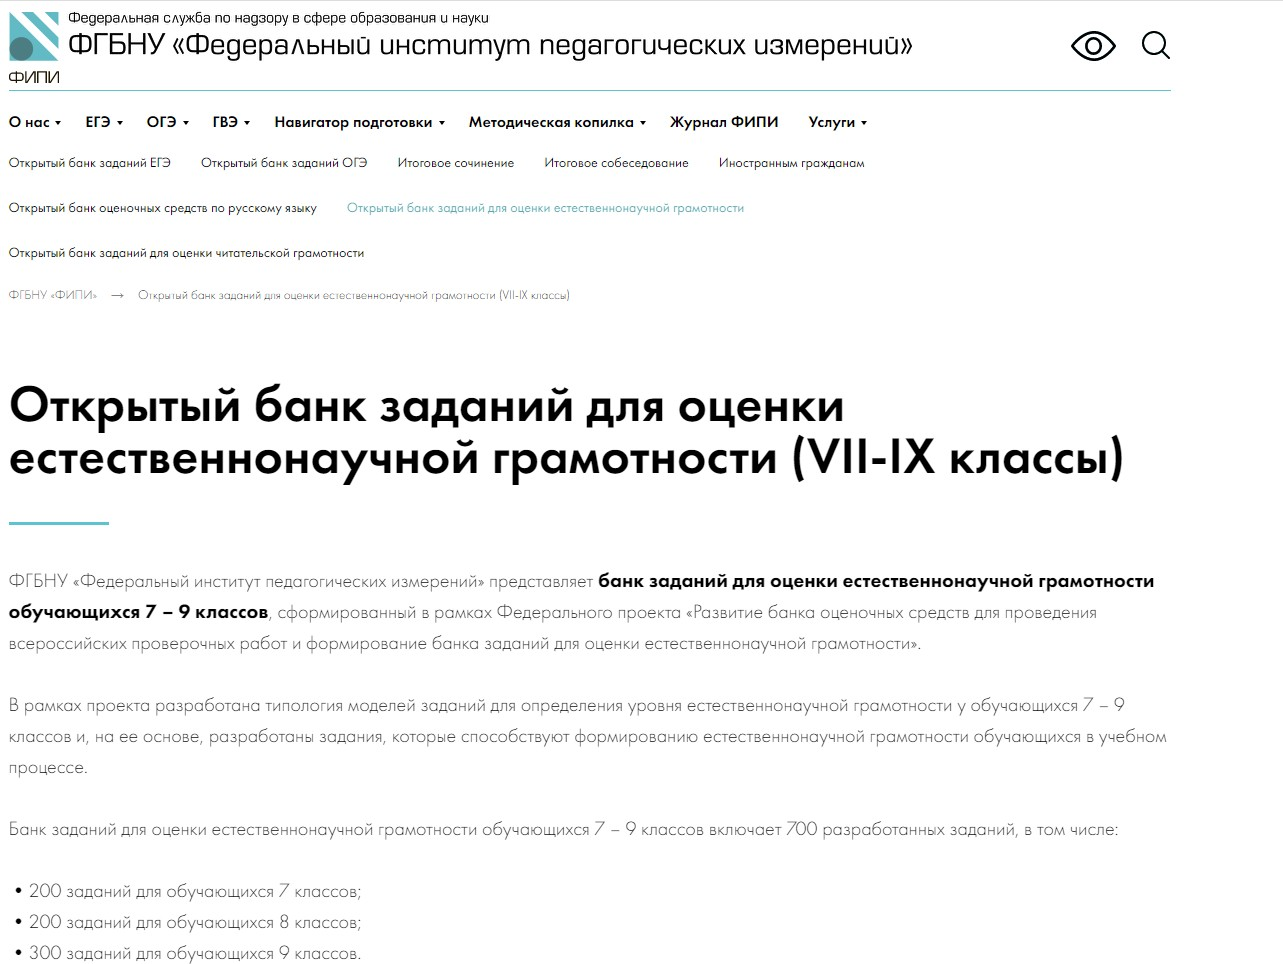 Федеральная служба по надзору в сфере образования и науки
ФГБНУ «Федеральный институт педагогических измерений»
ФИПИ
О нас ЕГЭ ОГЭ ГВЭ Навигатор подготовки Методическая копилка Журнал ФИПИ Услуги
Открытый банк заданий ЕГЭ Открытый банк заданий ОГЭ Итоговое сочинение Итоговое собеседование Иностранным гражданам
Открытый банк оценочных средств по русскому языку Открытый банк заданий для оценки естественнонаучной грамотности
Открытый банк заданий для оценки читательской грамотности
ФГБНУ «ФИПИ» → Открытый банк заданий для оценки естественнонаучной грамотности (VII-IX классы)
Открытый банк заданий для оценки
естественнонаучной грамотности (VII-IX классы)
ФГБНУ «Федеральный институт педагогических измерений» представляет банк заданий для оценки естественнонаучной грамотности
обучающихся 7 – 9 классов, сформированный в рамках Федерального проекта «Развитие банка оценочных средств для проведения
всероссийских проверочных работ и формирование банка заданий для оценки естественнонаучной грамотности».
В рамках проекта разработана типология моделей заданий для определения уровня естественнонаучной грамотности у обучающихся 7 – 9
классов и, на ее основе, разработаны задания, которые способствуют формированию естественнонаучной грамотности обучающихся в учебном
процессе.
Банк заданий для оценки естественнонаучной грамотности обучающихся 7 – 9 классов включает 700 разработанных заданий, в том числе:
• 200 заданий для обучающихся 7 классов;
• 200 заданий для обучающихся 8 классов;
• 300 заданий для обучающихся 9 классов.